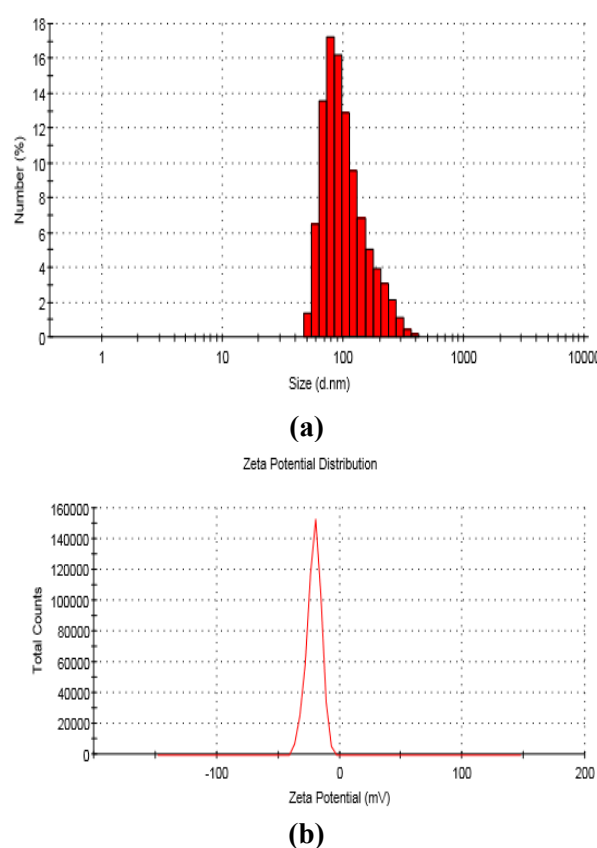 18
16
14
12
10
8
6
4
2
0
Number (%)
1 10 100 1000 10000
Size (d.nm)
(a)
Zeta Potential Distribution
160000
140000
120000
100000
80000
60000
40000
20000
0
Total Counts
-100 0 100 200
Zeta Potential (mV)
(b)